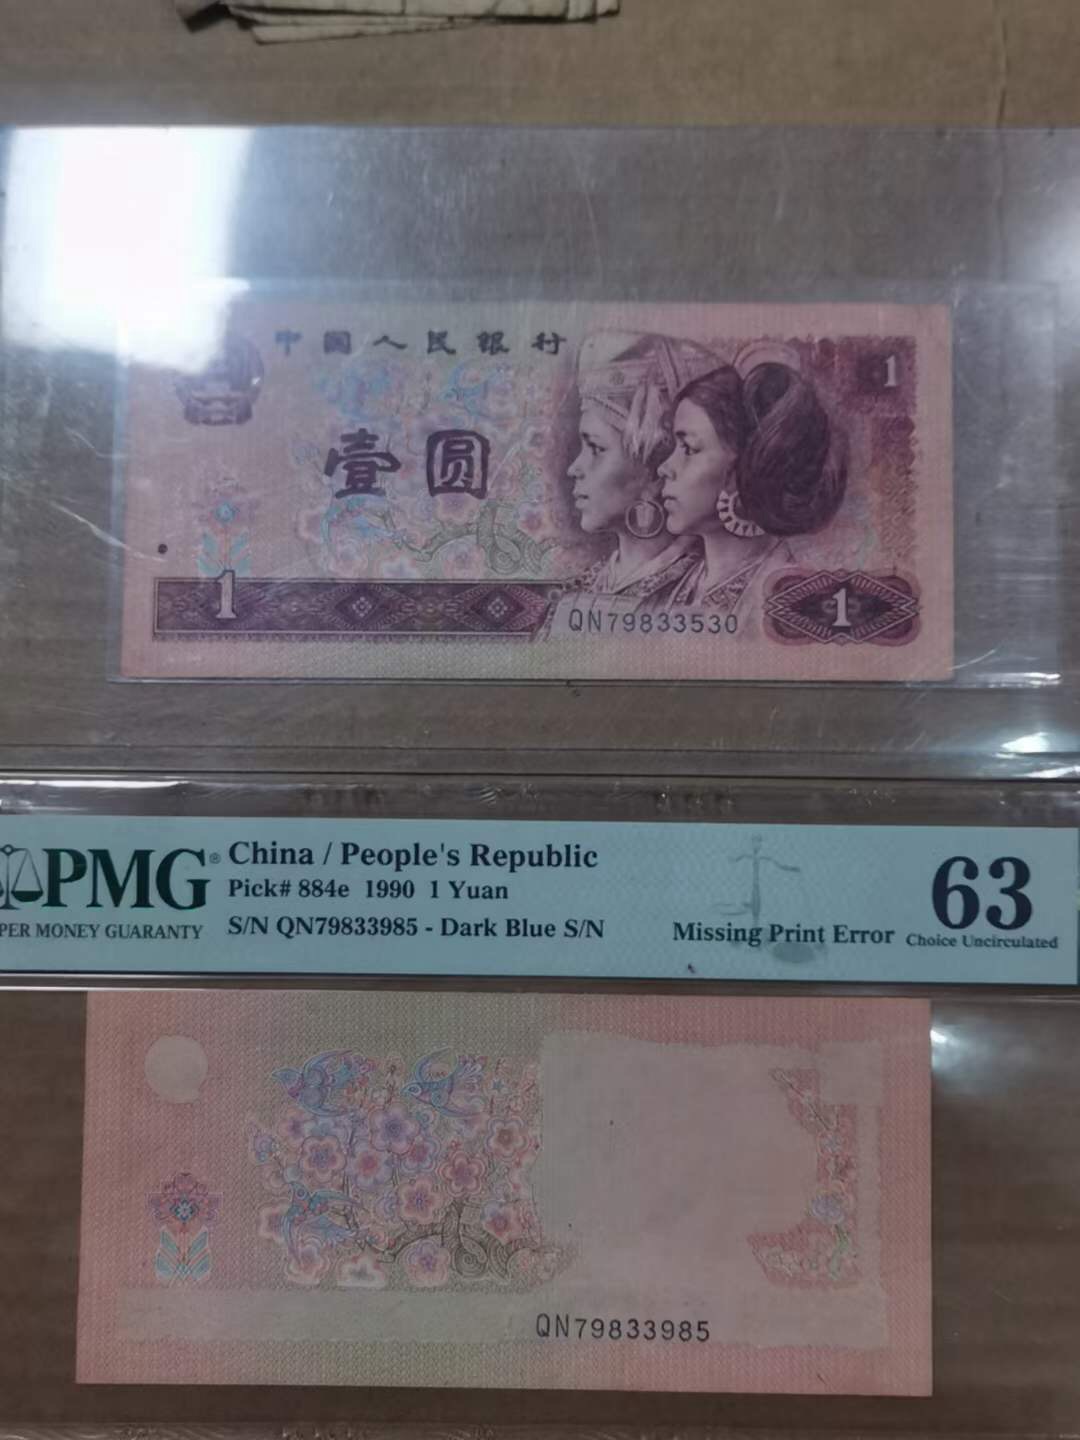 中国人民银行
1
壹圆
1
QN79833530
1
PMG®
PER MONEY GUARANTY
China / People's Republic
Pick# 884e 1990 1 Yuan
S/N QN79833985 - Dark Blue S/N
Missing Print Error
63
Choice Uncirculated
QN79833985